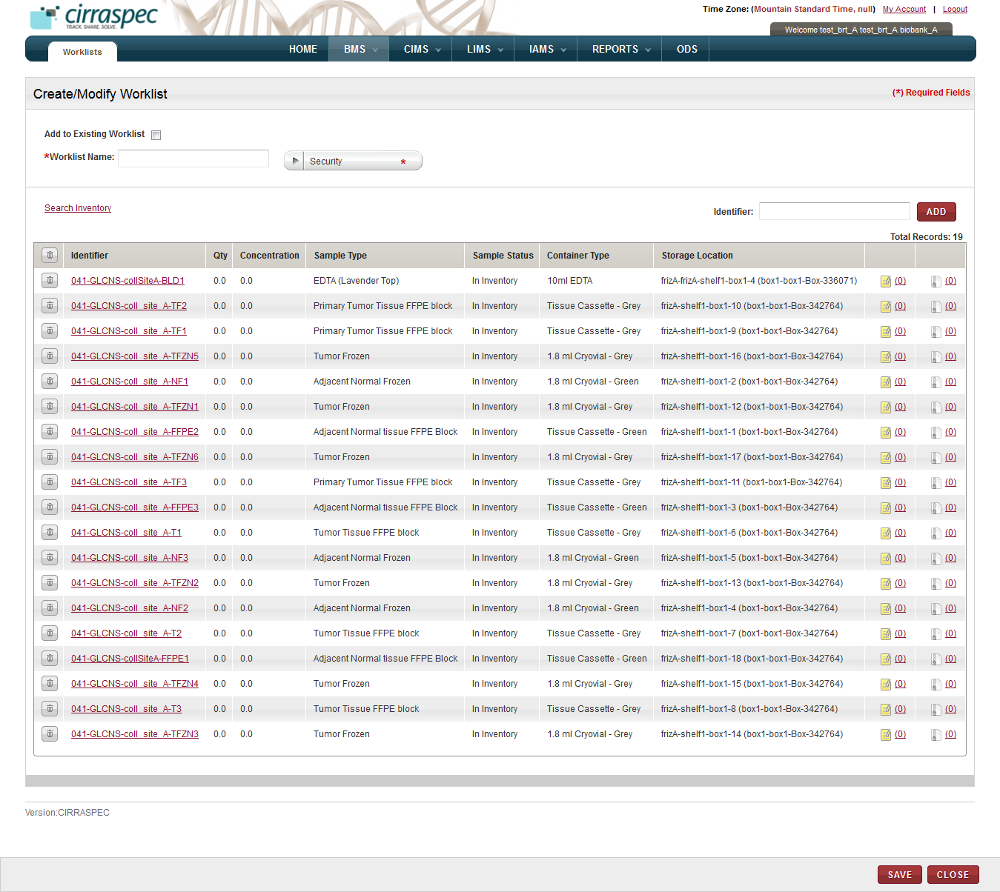 cirraspec
TRACK. SHARE. SOLVE.
Time Zone: (Mountain Standard Time, null) My Account | Logout
Welcome test_brt_A test_brt_A biobank_A
Worklists HOME BMS CIMS LIMS IAMS REPORTS ODS
Create/Modify Worklist (*) Required Fields
Add to Existing Worklist
*Worklist Name: Security *
Search Inventory Identifier: ADD
Total Records: 19
Identifier Qty Concentration Sample Type Sample Status Container Type Storage Location
041-GLCNS-collSiteA-BLD1 0.0 0.0 EDTA (Lavender Top) In Inventory 10ml EDTA frizA-frizA-shelf1-box1-4 (box1-box1-Box-336071) (0) (0)
041-GLCNS-coll_site_A-TF2 0.0 0.0 Primary Tumor Tissue FFPE block In Inventory Tissue Cassette - Grey frizA-shelf1-box1-10 (box1-box1-Box-342764) (0) (0)
041-GLCNS-coll_site_A-TF1 0.0 0.0 Primary Tumor Tissue FFPE block In Inventory Tissue Cassette - Grey frizA-shelf1-box1-9 (box1-box1-Box-342764) (0) (0)
041-GLCNS-coll_site_A-TFZN5 0.0 0.0 Tumor Frozen In Inventory 1.8 ml Cryovial - Grey frizA-shelf1-box1-16 (box1-box1-Box-342764) (0) (0)
041-GLCNS-coll_site_A-NF1 0.0 0.0 Adjacent Normal Frozen In Inventory 1.8 ml Cryovial - Green frizA-shelf1-box1-2 (box1-box1-Box-342764) (0) (0)
041-GLCNS-coll_site_A-TFZN1 0.0 0.0 Tumor Frozen In Inventory 1.8 ml Cryovial - Grey frizA-shelf1-box1-12 (box1-box1-Box-342764) (0) (0)
041-GLCNS-coll_site_A-FFPE2 0.0 0.0 Adjacent Normal tissue FFPE Block In Inventory Tissue Cassette - Green frizA-shelf1-box1-1 (box1-box1-Box-342764) (0) (0)
041-GLCNS-coll_site_A-TFZN6 0.0 0.0 Tumor Frozen In Inventory 1.8 ml Cryovial - Grey frizA-shelf1-box1-17 (box1-box1-Box-342764) (0) (0)
041-GLCNS-coll_site_A-TF3 0.0 0.0 Primary Tumor Tissue FFPE block In Inventory Tissue Cassette - Grey frizA-shelf1-box1-11 (box1-box1-Box-342764) (0) (0)
041-GLCNS-coll_site_A-FFPE3 0.0 0.0 Adjacent Normal tissue FFPE Block In Inventory Tissue Cassette - Green frizA-shelf1-box1-3 (box1-box1-Box-342764) (0) (0)
041-GLCNS-coll_site_A-T1 0.0 0.0 Tumor Tissue FFPE block In Inventory Tissue Cassette - Grey frizA-shelf1-box1-6 (box1-box1-Box-342764) (0) (0)
041-GLCNS-coll_site_A-NF3 0.0 0.0 Adjacent Normal Frozen In Inventory 1.8 ml Cryovial - Green frizA-shelf1-box1-5 (box1-box1-Box-342764) (0) (0)
041-GLCNS-coll_site_A-TFZN2 0.0 0.0 Tumor Frozen In Inventory 1.8 ml Cryovial - Grey frizA-shelf1-box1-13 (box1-box1-Box-342764) (0) (0)
041-GLCNS-coll_site_A-NF2 0.0 0.0 Adjacent Normal Frozen In Inventory 1.8 ml Cryovial - Green frizA-shelf1-box1-4 (box1-box1-Box-342764) (0) (0)
041-GLCNS-coll_site_A-T2 0.0 0.0 Tumor Tissue FFPE block In Inventory Tissue Cassette - Grey frizA-shelf1-box1-7 (box1-box1-Box-342764) (0) (0)
041-GLCNS-collSiteA-FFPE1 0.0 0.0 Adjacent Normal tissue FFPE Block In Inventory Tissue Cassette - Green frizA-shelf1-box1-18 (box1-box1-Box-342764) (0) (0)
041-GLCNS-coll_site_A-TFZN4 0.0 0.0 Tumor Frozen In Inventory 1.8 ml Cryovial - Grey frizA-shelf1-box1-15 (box1-box1-Box-342764) (0) (0)
041-GLCNS-coll_site_A-T3 0.0 0.0 Tumor Tissue FFPE block In Inventory Tissue Cassette - Grey frizA-shelf1-box1-8 (box1-box1-Box-342764) (0) (0)
041-GLCNS-coll_site_A-TFZN3 0.0 0.0 Tumor Frozen In Inventory 1.8 ml Cryovial - Grey frizA-shelf1-box1-14 (box1-box1-Box-342764) (0) (0)
Version:CIRRASPEC
SAVE CLOSE